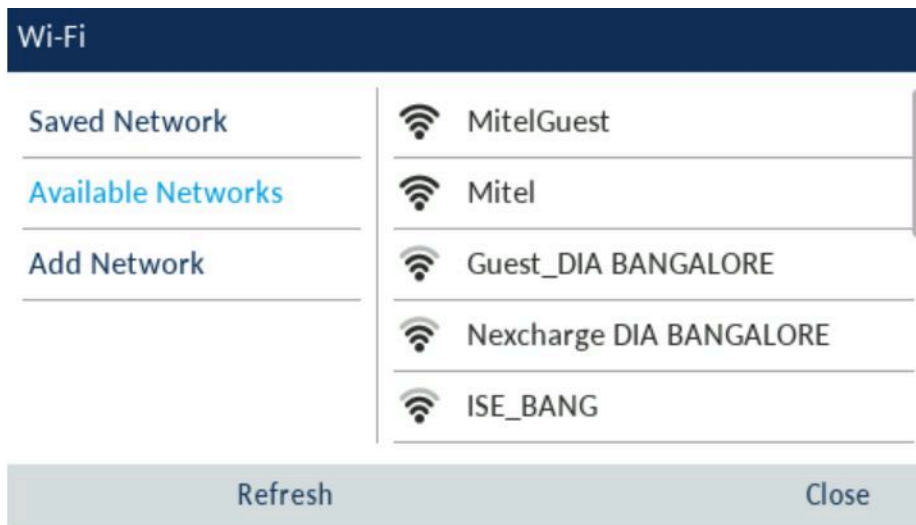 Wi-Fi
Saved Network
Available Networks
Add Network
MitelGuest
Mitel
Guest_DIA BANGALORE
Nexcharge DIA BANGALORE
ISE_BANG
Refresh
Close